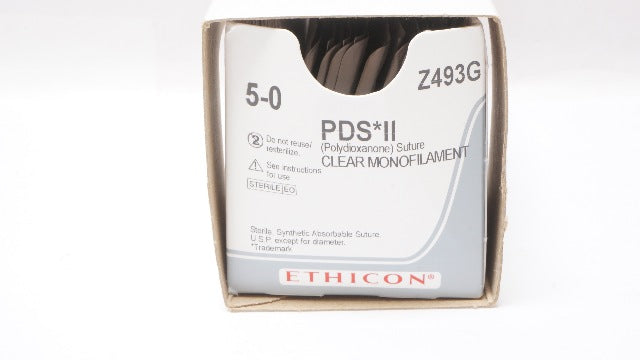 Z493G
5-0
PDS*II
(Polydioxanone) Suture
CLEAR MONOFILAMENT
2 Do not reuse/
resterilize.
See instructions
for use
STERILE EO
Sterile, Synthetic Absorbable Suture.
U.S.P. except for diameter.
*Trademark
ETHICON®